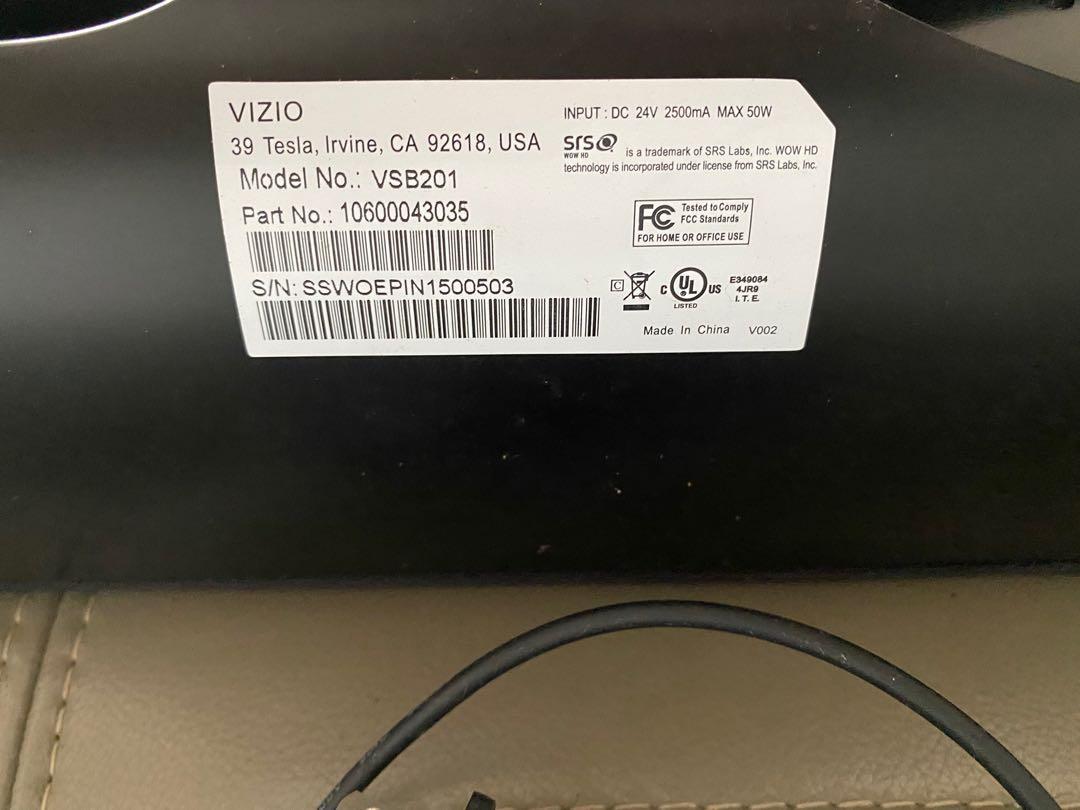 VIZIO
39 Tesla, Irvine, CA 92618, USA
Model No.: VSB201
Part No.: 10600043035
S/N: SSWOEPIN1500503
INPUT : DC 24V 2500mA MAX 50W
SRS WOW HD is a trademark of SRS Labs, Inc. WOW HD
technology is incorporated under license from SRS Labs, Inc.
FC Tested to Comply
FCC Standards
FOR HOME OR OFFICE USE
C
C UL US
LISTED
E349084
4JR9
I.T.E.
Made In China V002